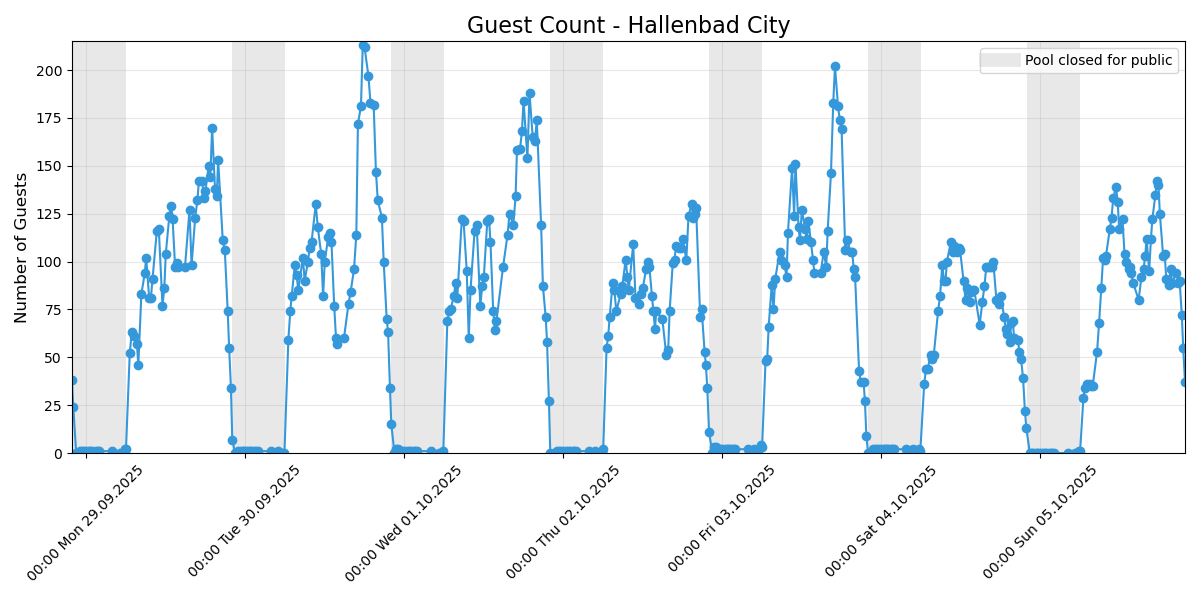 Guest Count - Hallenbad City
Pool closed for public
Number of Guests
200
175
150
125
100
75
50
25
0
00:00 Mon 29.09.2025
00:00 Tue 30.09.2025
00:00 Wed 01.10.2025
00:00 Thu 02.10.2025
00:00 Fri 03.10.2025
00:00 Sat 04.10.2025
00:00 Sun 05.10.2025